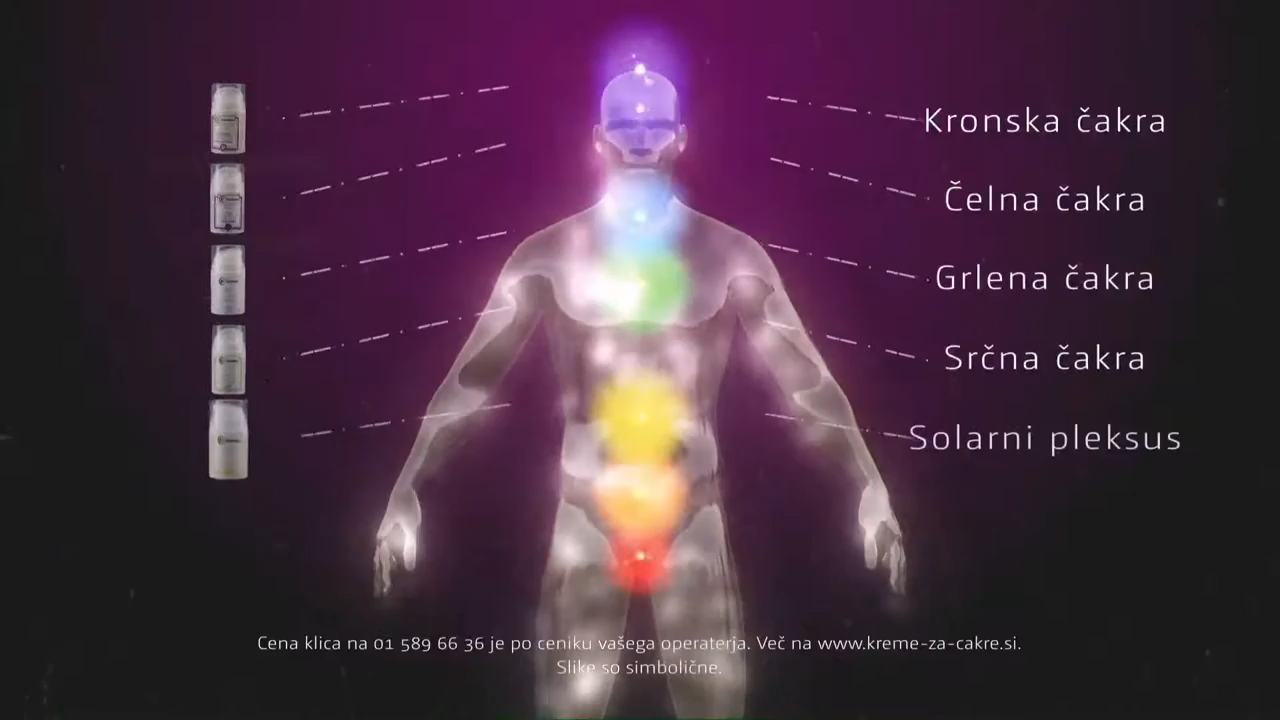 Kronska čakra
Čelna čakra
Grlena čakra
Srčna čakra
Solarni pleksus
Cena klica na 01 589 66 36 je po ceniku vašega operaterja. Več na www.kreme-za-cakre.si.
Slike so simbolične.